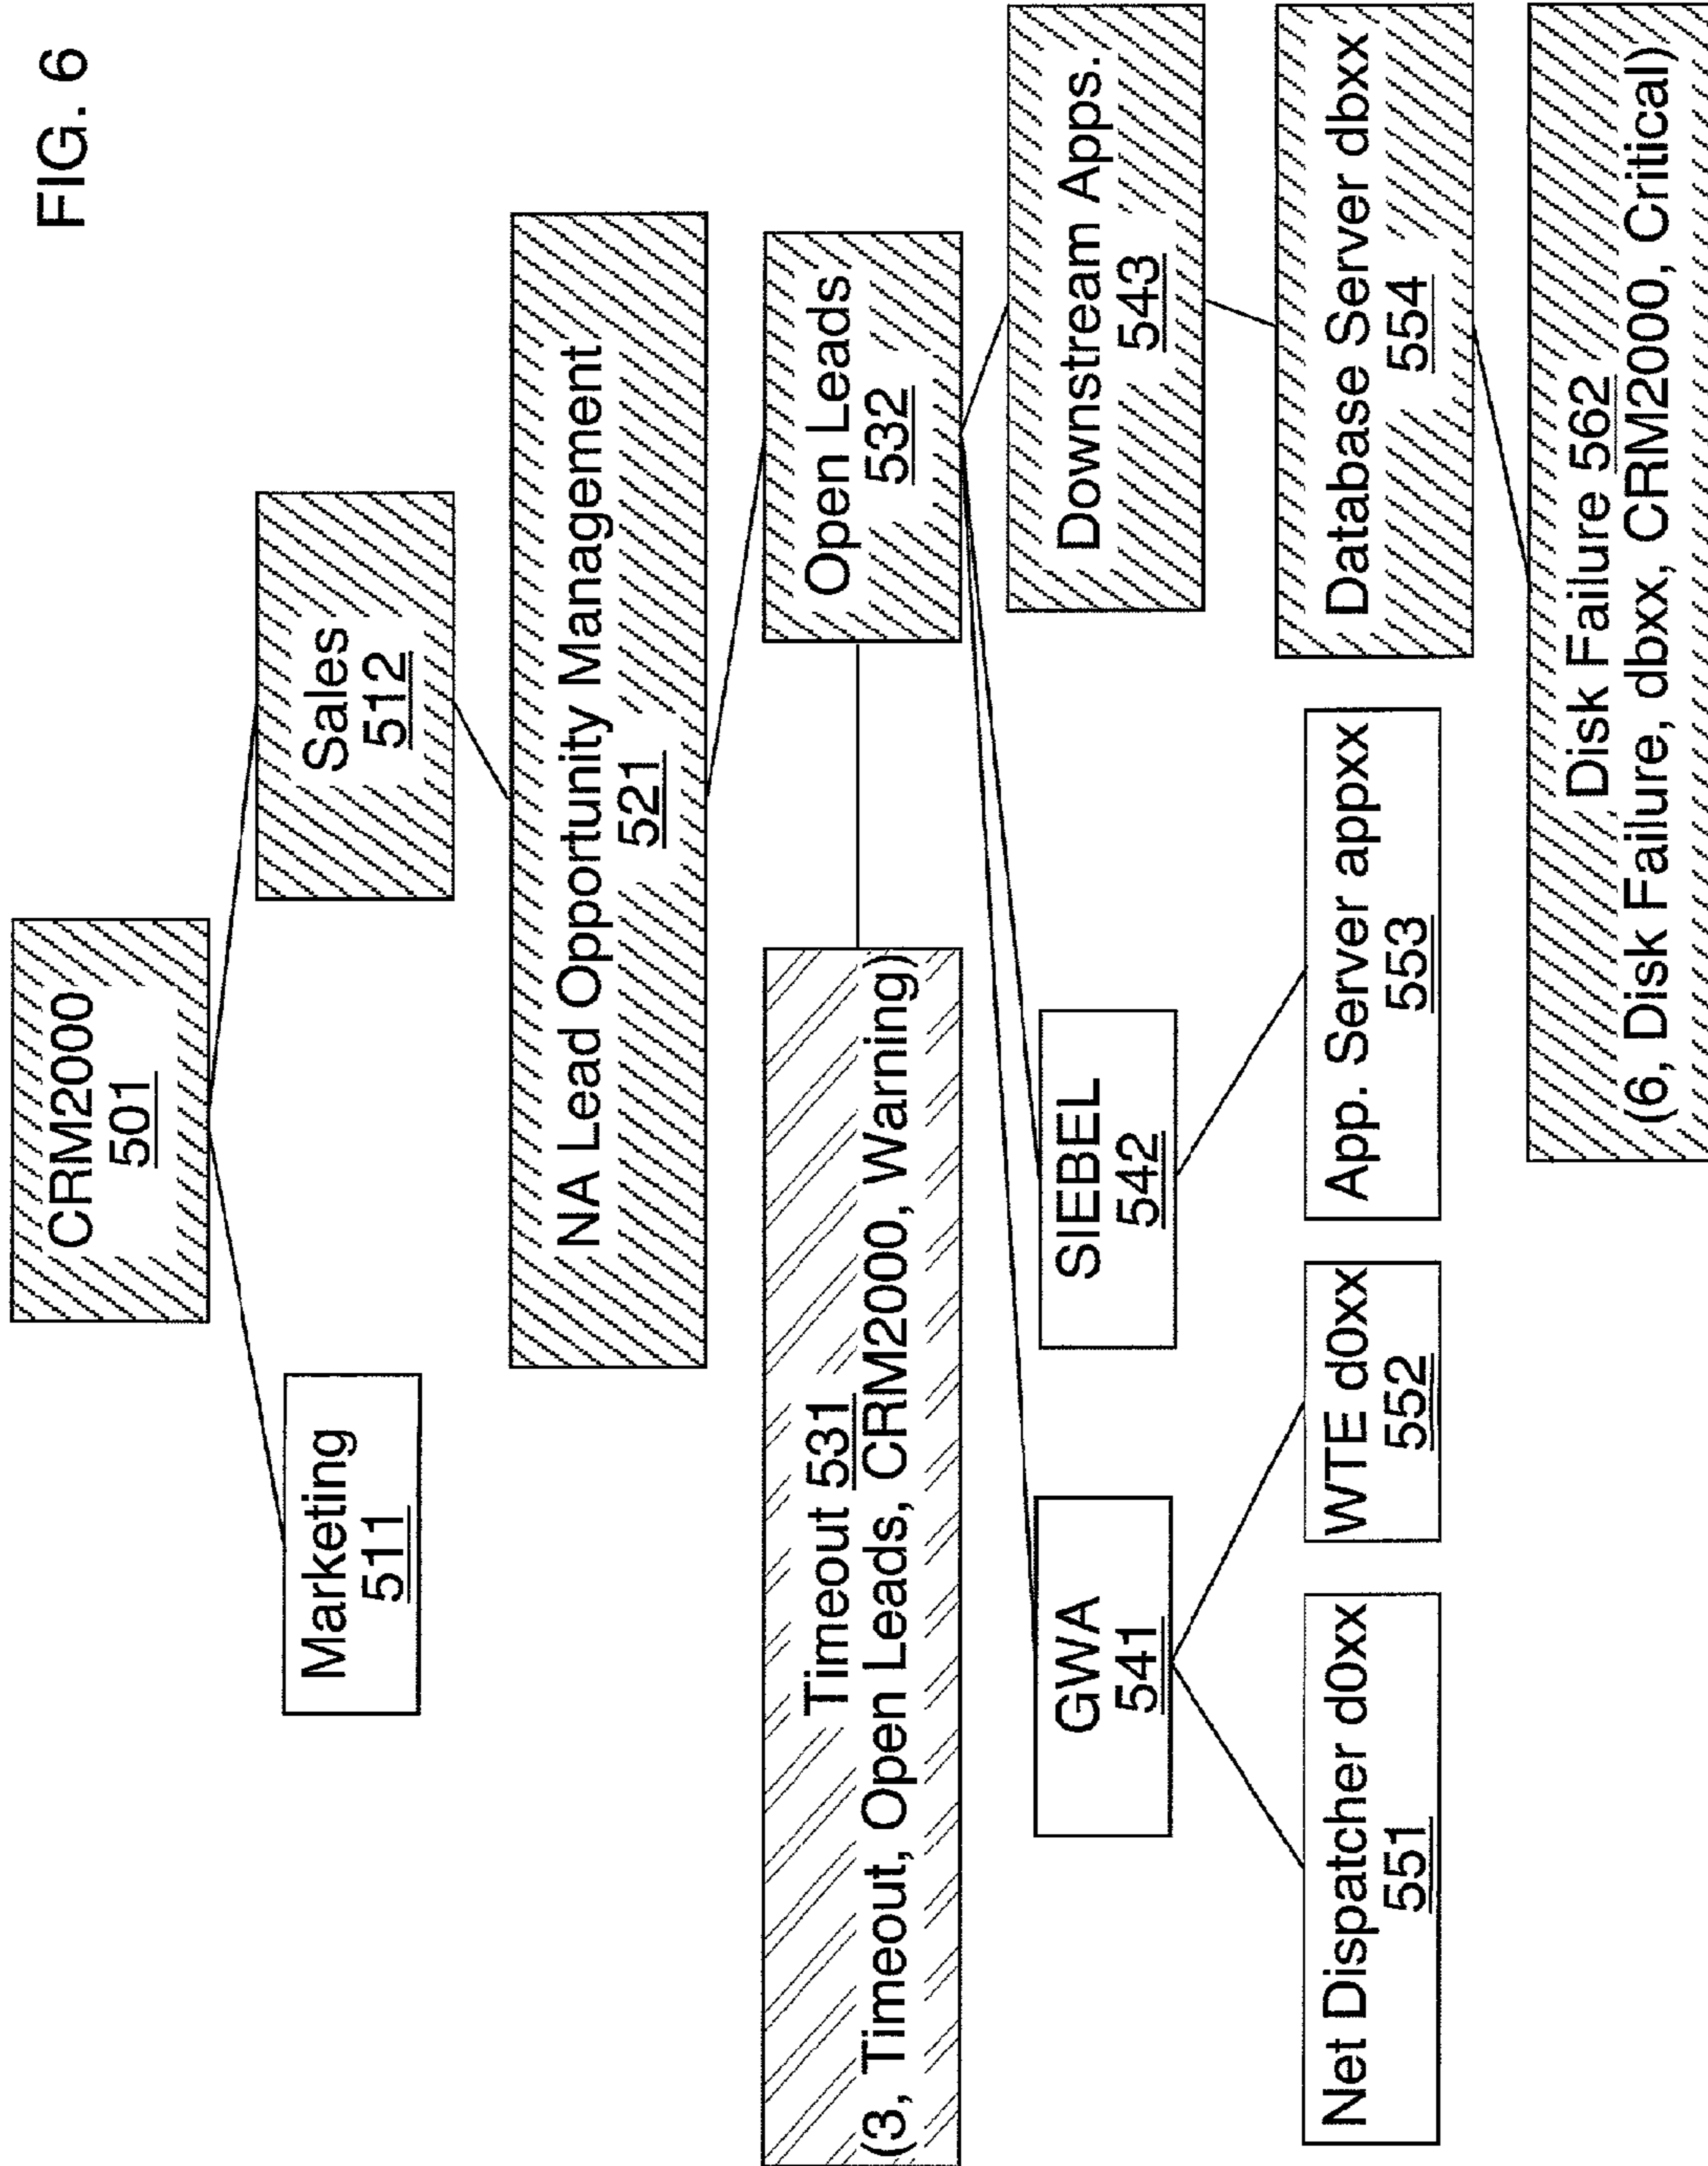 FIG. 6
CRM2000
501
Marketing
511
Sales
512
NA Lead Opportunity Management
521
Timeout 531
(3, Timeout, Open Leads, CRM2000, Warning)
Open Leads
532
GWA
541
SIEBEL
542
Downstream Apps.
543
Net Dispatcher d0xx
551
WTE d0xx
552
App. Server appxx
553
Database Server dbxx
554
Disk Failure 562
(6, Disk Failure, dbxx, CRM2000, Critical)